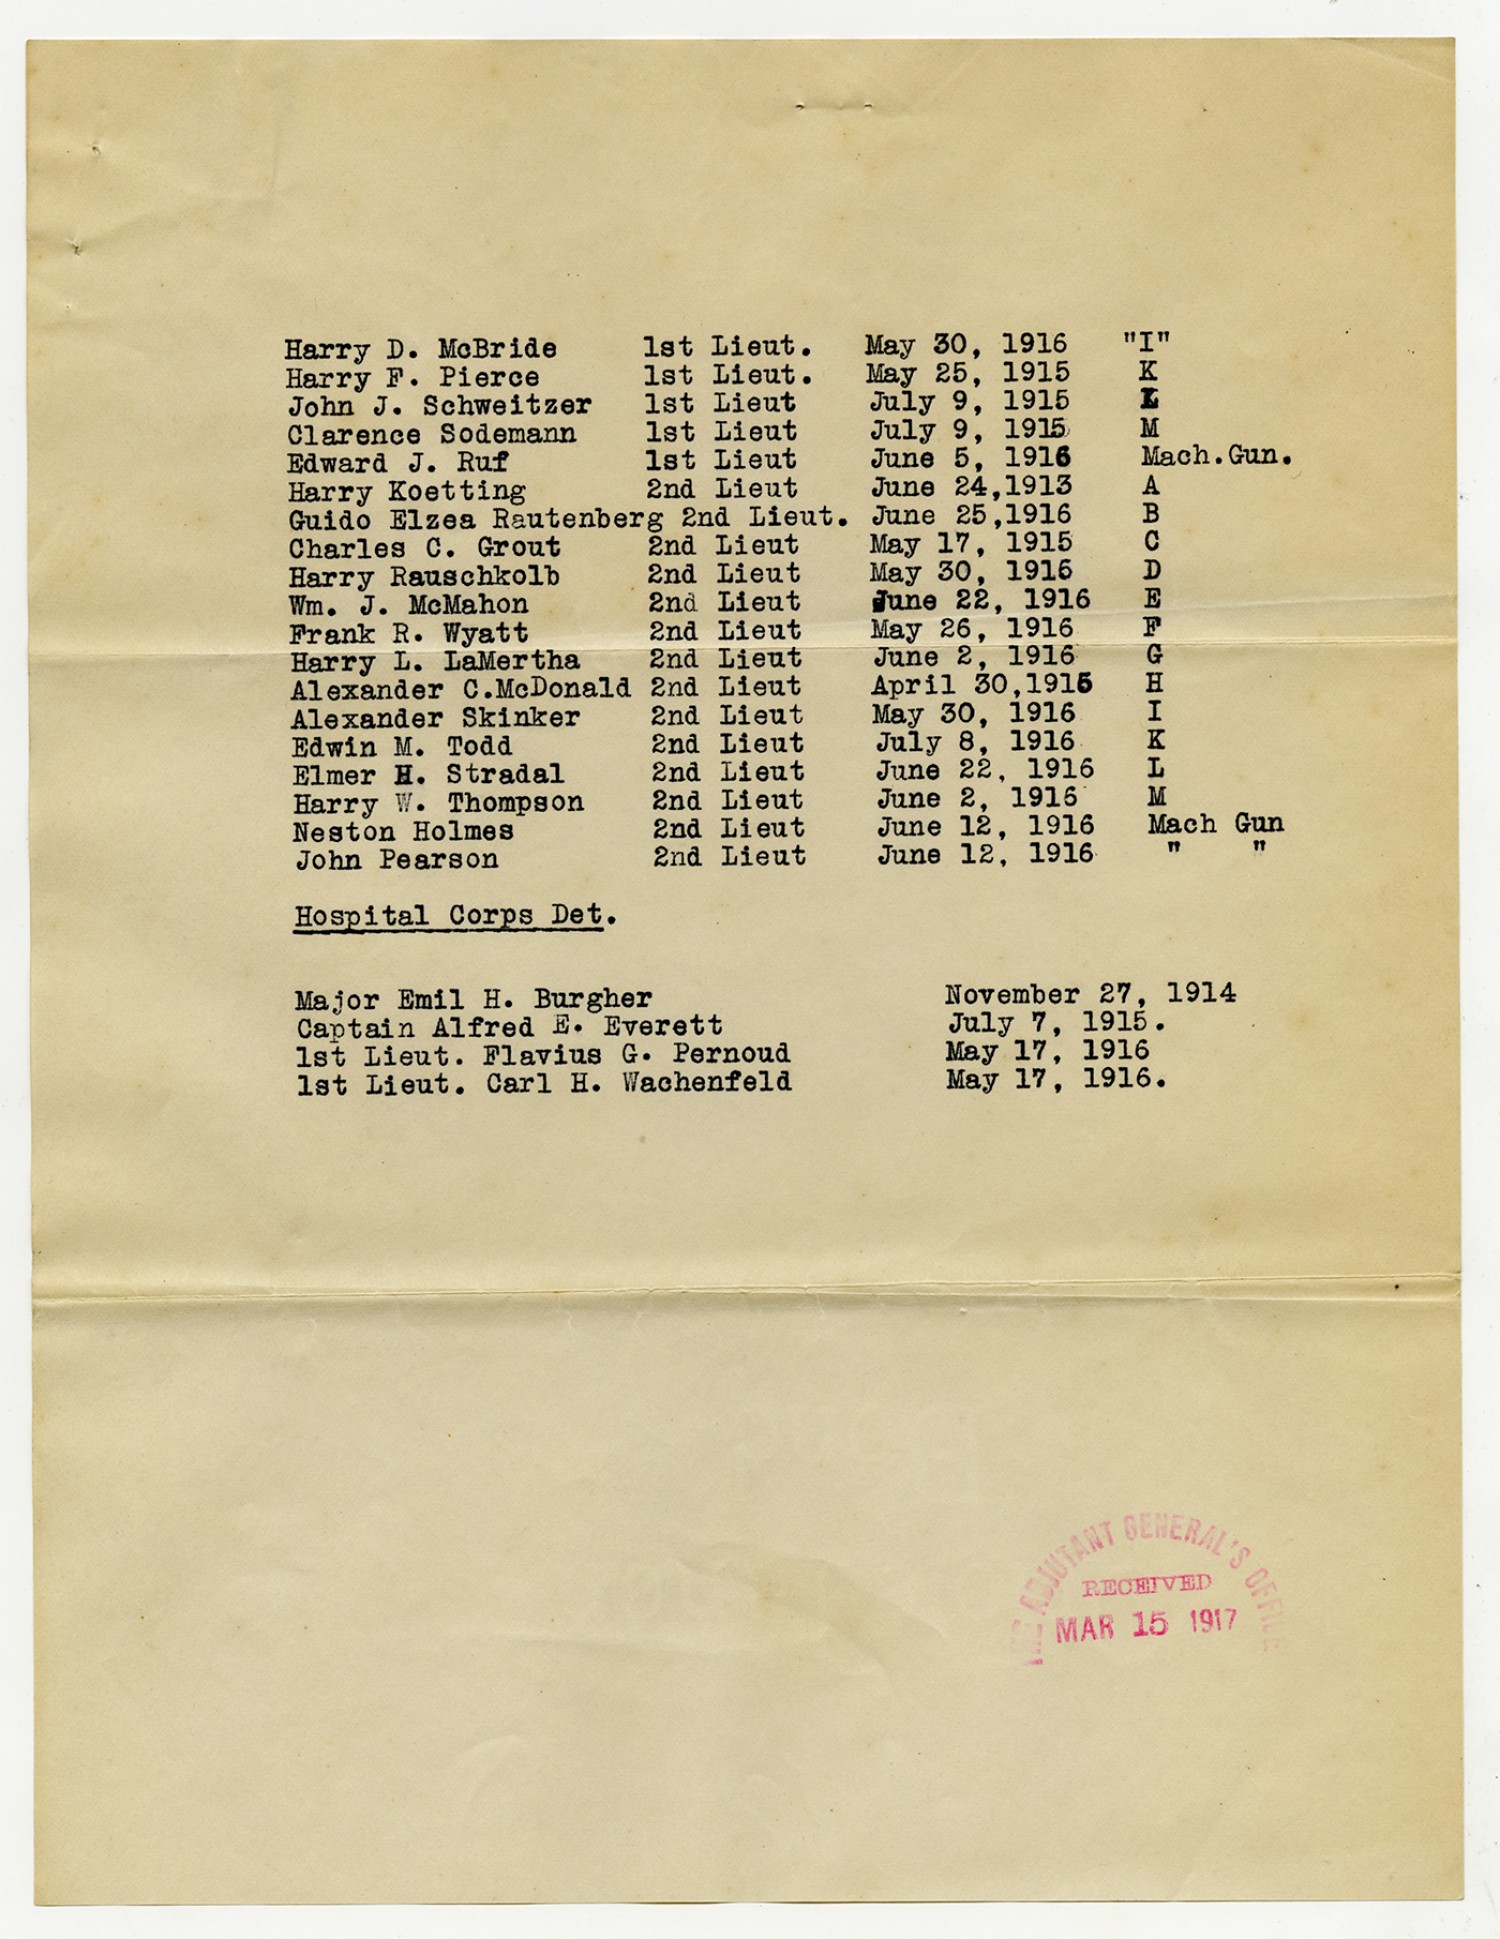 Harry D. McBride 1st Lieut. May 30, 1916 "I"
Harry F. Pierce 1st Lieut. May 25, 1915 K
John J. Schweitzer 1st Lieut July 9, 1915 L
Clarence Sodemann 1st Lieut July 9, 1915 M
Edward J. Ruf 1st Lieut June 5, 1916 Mach.Gun.
Harry Koetting 2nd Lieut June 24,1913 A
Guido Elzea Rautenberg 2nd Lieut. June 25,1916 B
Charles C. Grout 2nd Lieut May 17, 1915 C
Harry Rauschkolb 2nd Lieut May 30, 1916 D
Wm. J. McMahon 2nd Lieut June 22, 1916 E
Frank R. Wyatt 2nd Lieut May 26, 1916 F
Harry L. LaMertha 2nd Lieut June 2, 1916 G
Alexander C.McDonald 2nd Lieut April 30,1915 H
Alexander Skinker 2nd Lieut May 30, 1916 I
Edwin M. Todd 2nd Lieut July 8, 1916 K
Elmer H. Stradal 2nd Lieut June 22, 1916 L
Harry W. Thompson 2nd Lieut June 2, 1916 M
Neston Holmes 2nd Lieut June 12, 1916 Mach Gun
John Pearson 2nd Lieut June 12, 1916 " "
Hospital Corps Det.
Major Emil H. Burgher November 27, 1914
Captain Alfred E. Everett July 7, 1915.
1st Lieut. Flavius G. Pernoud May 17, 1916
1st Lieut. Carl H. Wachenfeld May 17, 1916.
THE ADJUTANT GENERAL'S OFFICE
RECEIVED
MAR 15 1917